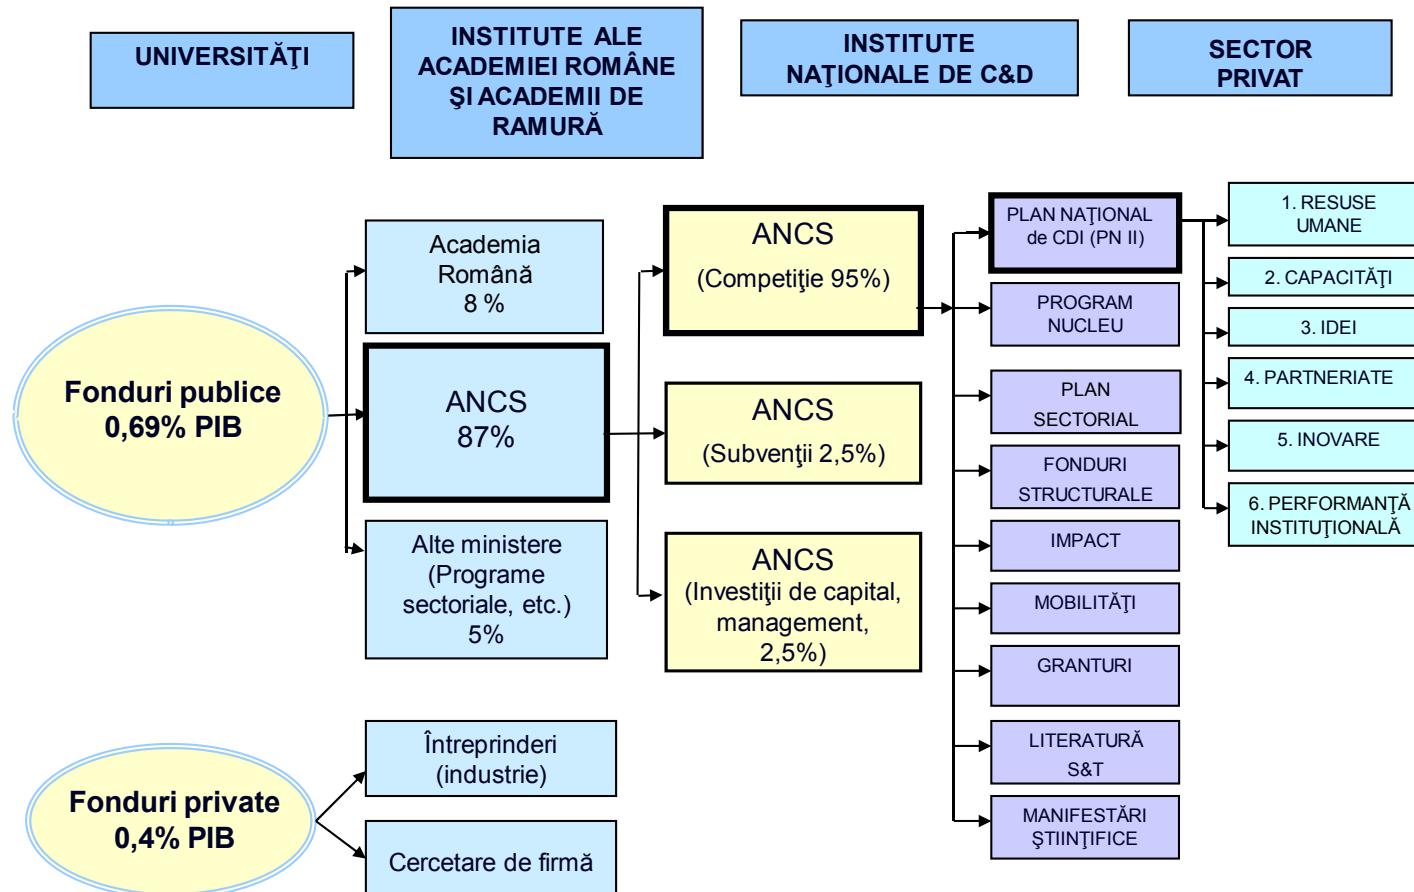 UNIVERSITĂŢI
INSTITUTE ALE
ACADEMIEI ROMÂNE
ŞI ACADEMII DE
RAMURĂ
INSTITUTE
NAŢIONALE DE C&D
SECTOR
PRIVAT
Fonduri publice
0,69% PIB
Academia
Română
8 %
ANCS
87%
Alte ministere
(Programe
sectoriale, etc.)
5%
ANCS
(Competiţie 95%)
ANCS
(Subvenţii 2,5%)
ANCS
(Investiţii de capital,
management,
2,5%)
PLAN NAŢIONAL
de CDI (PN II)
PROGRAM
NUCLEU
PLAN
SECTORIAL
FONDURI
STRUCTURALE
IMPACT
MOBILITĂŢI
GRANTURI
LITERATURĂ
S&T
MANIFESTĂRI
ŞTIINŢIFICE
1. RESUSE
UMANE
2. CAPACITĂŢI
3. IDEI
4. PARTNERIATE
5. INOVARE
6. PERFORMANŢĂ
INSTITUŢIONALĂ
Fonduri private
0,4% PIB
Întreprinderi
(industrie)
Cercetare de firmă